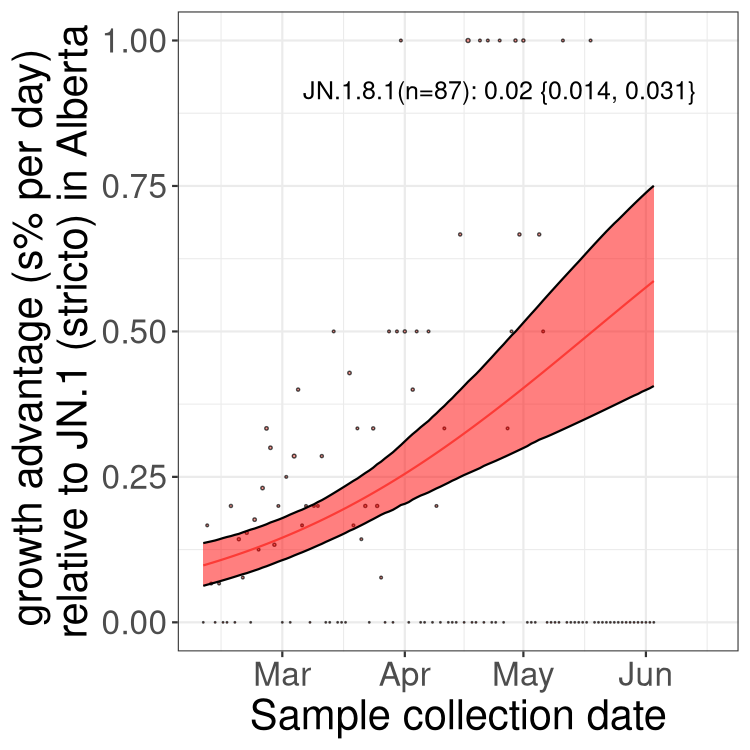 growth advantage (s% per day)
relative to JN.1 (stricto) in Alberta
1.00
0.75
0.50
0.25
0.00
JN.1.8.1(n=87): 0.02 {0.014, 0.031}
Mar Apr May Jun
Sample collection date